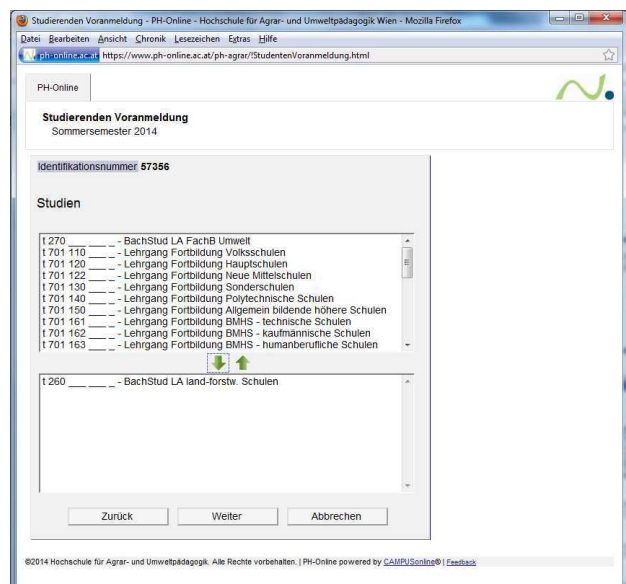 Studierenden Voranmeldung - PH-Online - Hochschule für Agrar- und Umweltpädagogik Wien - Mozilla Firefox
Datei Bearbeiten Ansicht Chronik Lesezeichen Extras Hilfe
ph-online.ac.at https://www.ph-online.ac.at/ph-agrar/!StudentenVoranmeldung.html
PH-Online
Studierenden Voranmeldung
Sommersemester 2014
Identifikationsnummer 57356
Studien
t 270 ___ ___ _ - BachStud LA FachB Umwelt
t 701 110 ___ _ - Lehrgang Fortbildung Volksschulen
t 701 120 ___ _ - Lehrgang Fortbildung Hauptschulen
t 701 122 ___ _ - Lehrgang Fortbildung Neue Mittelschulen
t 701 130 ___ _ - Lehrgang Fortbildung Sonderschulen
t 701 140 ___ _ - Lehrgang Fortbildung Polytechnische Schulen
t 701 150 ___ _ - Lehrgang Fortbildung Allgemein bildende höhere Schulen
t 701 161 ___ _ - Lehrgang Fortbildung BMHS - technische Schulen
t 701 162 ___ _ - Lehrgang Fortbildung BMHS - kaufmännische Schulen
t 701 163 ___ _ - Lehrgang Fortbildung BMHS - humanberufliche Schulen
t 260 ___ ___ _ - BachStud LA land-forstw. Schulen
Zurück Weiter Abbrechen
©2014 Hochschule für Agrar- und Umweltpädagogik. Alle Rechte vorbehalten. | PH-Online powered by CAMPUSonline® | Feedback